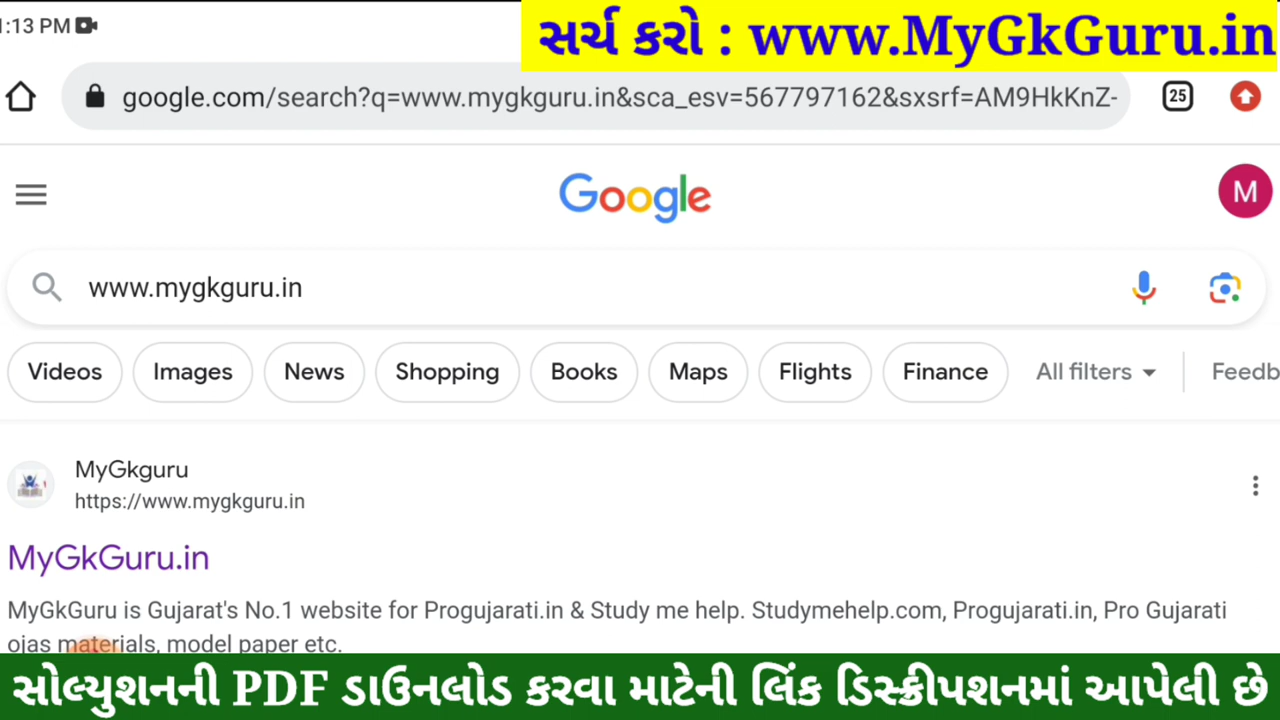 1:13 PM
સર્ચ કરો : www.MyGkGuru.in
google.com/search?q=www.mygkguru.in&sca_esv=567797162&sxsrf=AM9HkKnZ-
25
Google
M
www.mygkguru.in
Videos Images News Shopping Books Maps Flights Finance All filters Feedb
MyGkguru
https://www.mygkguru.in
MyGkGuru.in
MyGkGuru is Gujarat's No.1 website for Progujarati.in & Study me help. Studymehelp.com, Progujarati.in, Pro Gujarati
ojas materials, model paper etc.
સોલ્યુશનની PDF ડાઉનલોડ કરવા માટેની લિંક ડિસ્ક્રીપશનમાં આપેલી છે